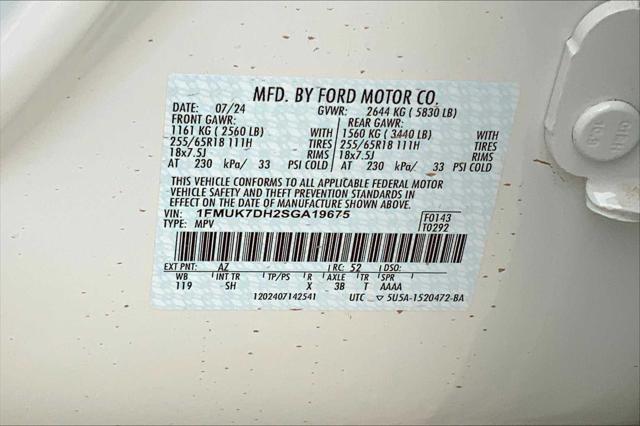 MFD. BY FORD MOTOR CO.
DATE: 07/24 GVWR: 2644 KG ( 5830 LB)
FRONT GAWR: REAR GAWR:
1161 KG ( 2560 LB) WITH 1560 KG ( 3440 LB) WITH
255/65R18 111H TIRES 255/65R18 111H TIRES
18x7.5J RIMS 18x7.5J RIMS
AT 230 kPa/ 33 PSI COLD AT 230 kPa/ 33 PSI COLD
THIS VEHICLE CONFORMS TO ALL APPLICABLE FEDERAL MOTOR
VEHICLE SAFETY AND THEFT PREVENTION STANDARDS IN
EFFECT ON THE DATE OF MANUFACTURE SHOWN ABOVE.
VIN: 1FMUK7DH2SGA19675 F0143
TYPE: MPV T0292
EXT PNT: AZ RC: 52 DSO:
WB INT TR TP/PS R AXLE TR SPR
119 SH X 3B T AAAA
1202407142541 UTC ▽ 5U5A-1520472-BA